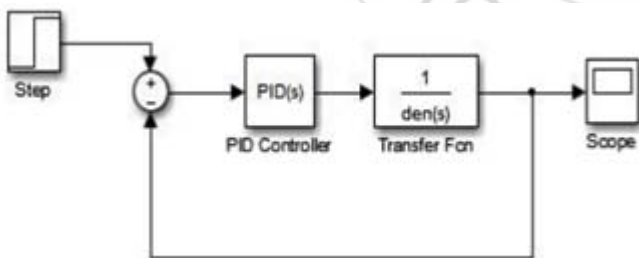 Step
+
−
PID(s)
PID Controller
1
den(s)
Transfer Fcn
Scope